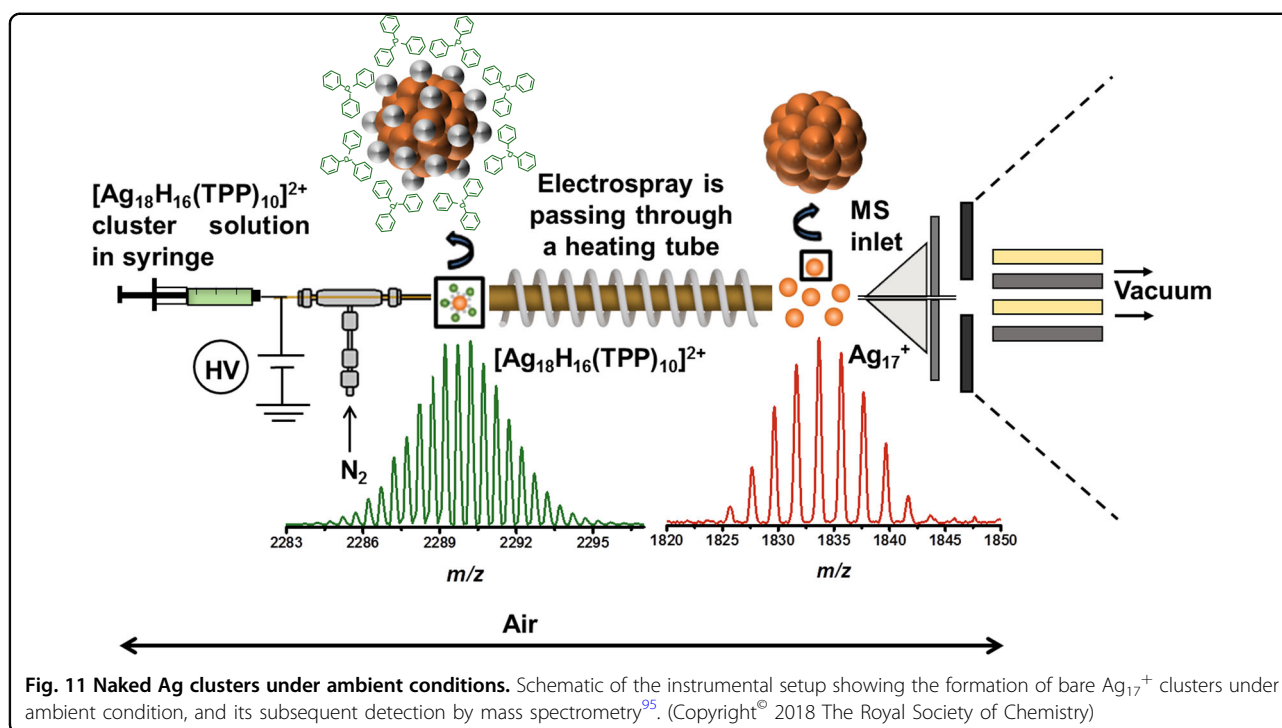 [Ag₁₈H₁₆(TPP)₁₀]²⁺
cluster solution
in syringe
Electrospray is
passing through
a heating tube
MS
inlet
Vacuum
HV
N₂
[Ag₁₈H₁₆(TPP)₁₀]²⁺
Ag₁₇⁺
2283 2286 2289 2292 2295
m/z
1820 1825 1830 1835 1840 1845 1850
m/z
Air
Fig. 11 Naked Ag clusters under ambient conditions. Schematic of the instrumental setup showing the formation of bare Ag₁₇⁺ clusters under
ambient condition, and its subsequent detection by mass spectrometry⁹⁵. (Copyright© 2018 The Royal Society of Chemistry)